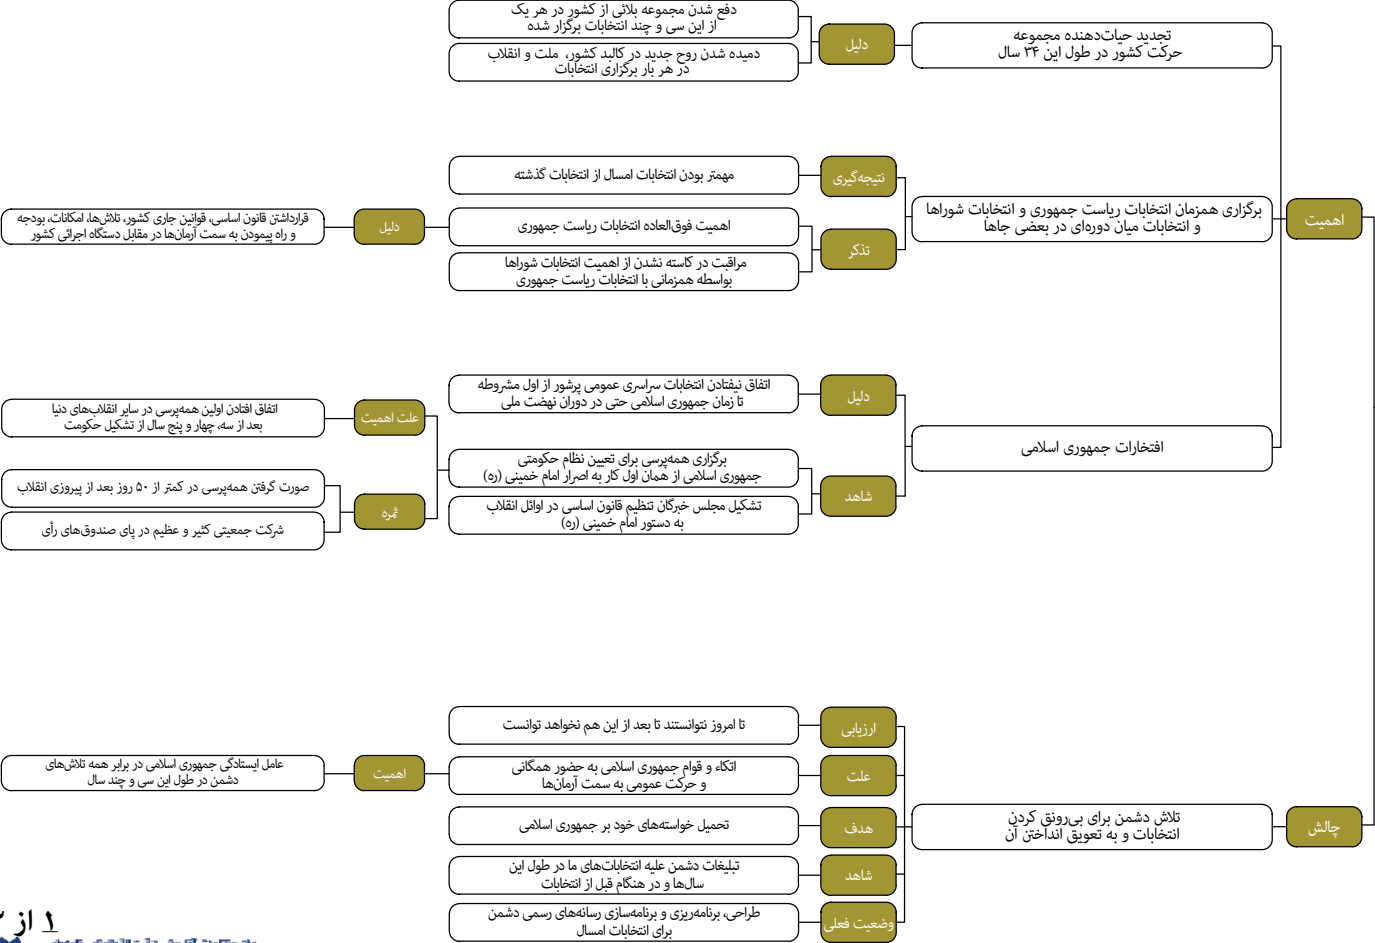 اهمیت
تجدید حیات‌دهنده مجموعه
حرکت کشور در طول این ۳۴ سال
دلیل
دفع شدن مجموعه بلائی از کشور در هر یک
از این سی و چند انتخابات برگزار شده
دمیده شدن روح جدید در کالبد کشور، ملت و انقلاب
در هر بار برگزاری انتخابات
برگزاری همزمان انتخابات ریاست جمهوری و انتخابات شوراها
و انتخابات میان دوره‌ای در بعضی جاها
نتیجه‌گیری
مهمتر بودن انتخابات امسال از انتخابات گذشته
تذکر
اهمیت فوق‌العاده انتخابات ریاست جمهوری
دلیل
قرارداشتن قانون اساسی، قوانین جاری کشور، تلاش‌ها، امکانات، بودجه
و راه پیمودن به سمت آرمان‌ها در مقابل دستگاه اجرائی کشور
مراقبت در کاسته نشدن از اهمیت انتخابات شوراها
بواسطه همزمانی با انتخابات ریاست جمهوری
افتخارات جمهوری اسلامی
دلیل
اتفاق نیفتادن انتخابات سراسری عمومی پرشور از اول مشروطه
تا زمان جمهوری اسلامی حتی در دوران نهضت ملی
شاهد
برگزاری همه‌پرسی برای تعیین نظام حکومتی
جمهوری اسلامی از همان اول کار به اصرار امام خمینی (ره)
علت اهمیت
اتفاق افتادن اولین همه‌پرسی در سایر انقلاب‌های دنیا
بعد از سه، چهار و پنج سال از تشکیل حکومت
ثمره
صورت گرفتن همه‌پرسی در کمتر از ۵۰ روز بعد از پیروزی انقلاب
شرکت جمعیتی کثیر و عظیم در پای صندوق‌های رأی
تشکیل مجلس خبرگان تنظیم قانون اساسی در اوائل انقلاب
به دستور امام خمینی (ره)
چالش
تلاش دشمن برای بی‌رونق کردن
انتخابات و به تعویق انداختن آن
ارزیابی
تا امروز نتوانستند تا بعد از این هم نخواهد توانست
علت
اتکاء و قوام جمهوری اسلامی به حضور همگانی
و حرکت عمومی به سمت آرمان‌ها
اهمیت
عامل ایستادگی جمهوری اسلامی در برابر همه تلاش‌های
دشمن در طول این سی و چند سال
هدف
تحمیل خواسته‌های خود بر جمهوری اسلامی
شاهد
تبلیغات دشمن علیه انتخابات‌های ما در طول این
سال‌ها و در هنگام قبل از انتخابات
وضعیت فعلی
طراحی، برنامه‌ریزی و برنامه‌سازی رسانه‌های رسمی دشمن
برای انتخابات امسال
۱ از